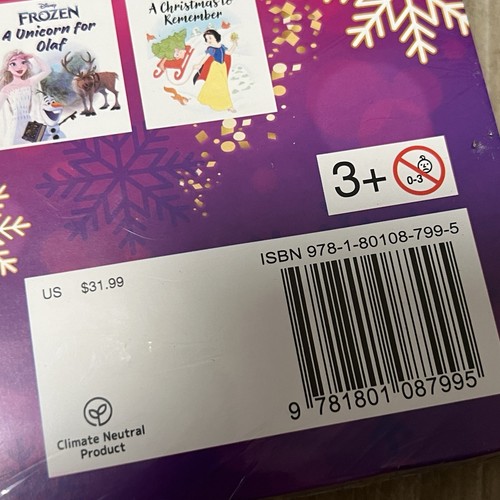 Disney
FROZEN
A Unicorn for
Olaf
A Christmas to
Remember
3+
0-3
ISBN 978-1-80108-799-5
US $31.99
9 781801 087995
Climate Neutral
Product